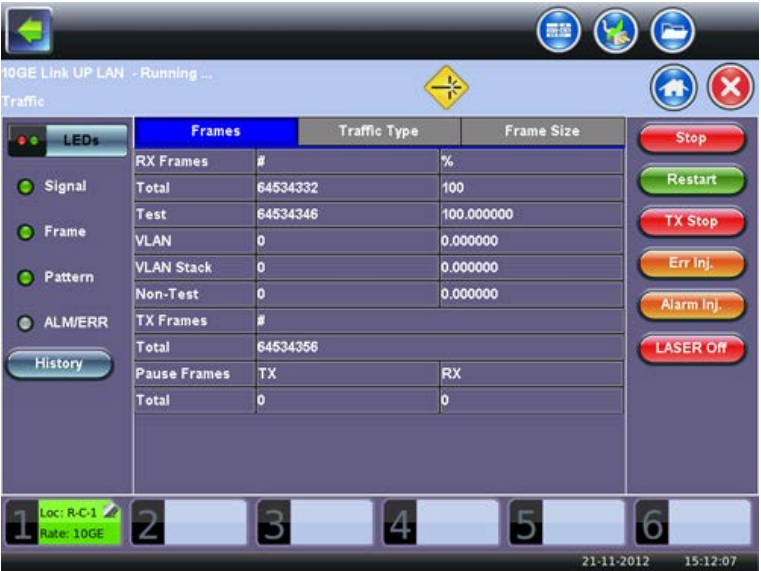 10GE Link UP LAN - Running ...
Traffic
LEDs
Signal
Frame
Pattern
ALM/ERR
History
Frames Traffic Type Frame Size
RX Frames # %
Total 64534332 100
Test 64534346 100.000000
VLAN 0 0.000000
VLAN Stack 0 0.000000
Non-Test 0 0.000000
TX Frames #
Total 64534356
Pause Frames TX RX
Total 0 0
Stop
Restart
TX Stop
Err Inj.
Alarm Inj.
LASER Off
1 Loc: R-C-1
Rate: 10GE
2 3 4 5 6
21-11-2012 15:12:07